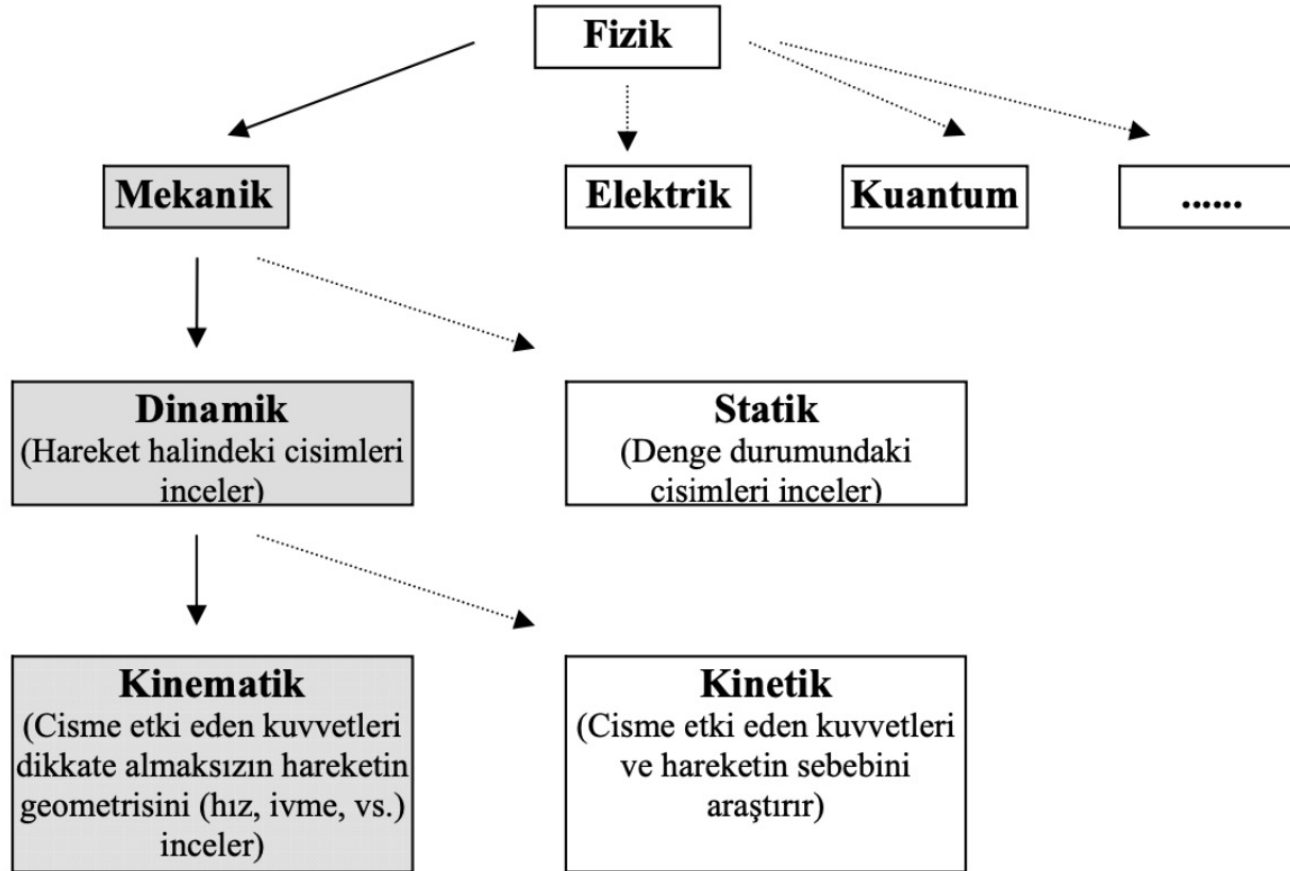 Fizik
Mekanik
Elektrik
Kuantum
......
Dinamik
(Hareket halindeki cisimleri
inceler)
Statik
(Denge durumundaki
cisimleri inceler)
Kinematik
(Cisme etki eden kuvvetleri
dikkate almaksızın hareketin
geometrisini (hız, ivme, vs.)
inceler)
Kinetik
(Cisme etki eden kuvvetleri
ve hareketin sebebini
araştırır)